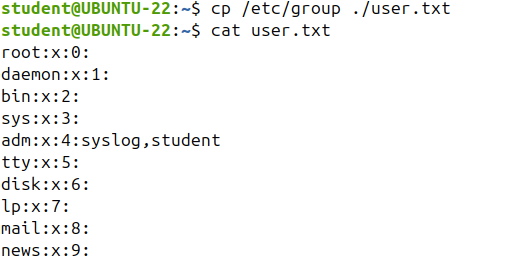 student@UBUNTU-22:~$ cp /etc/group ./user.txt
student@UBUNTU-22:~$ cat user.txt
root:x:0:
daemon:x:1:
bin:x:2:
sys:x:3:
adm:x:4:syslog,student
tty:x:5:
disk:x:6:
lp:x:7:
mail:x:8:
news:x:9: